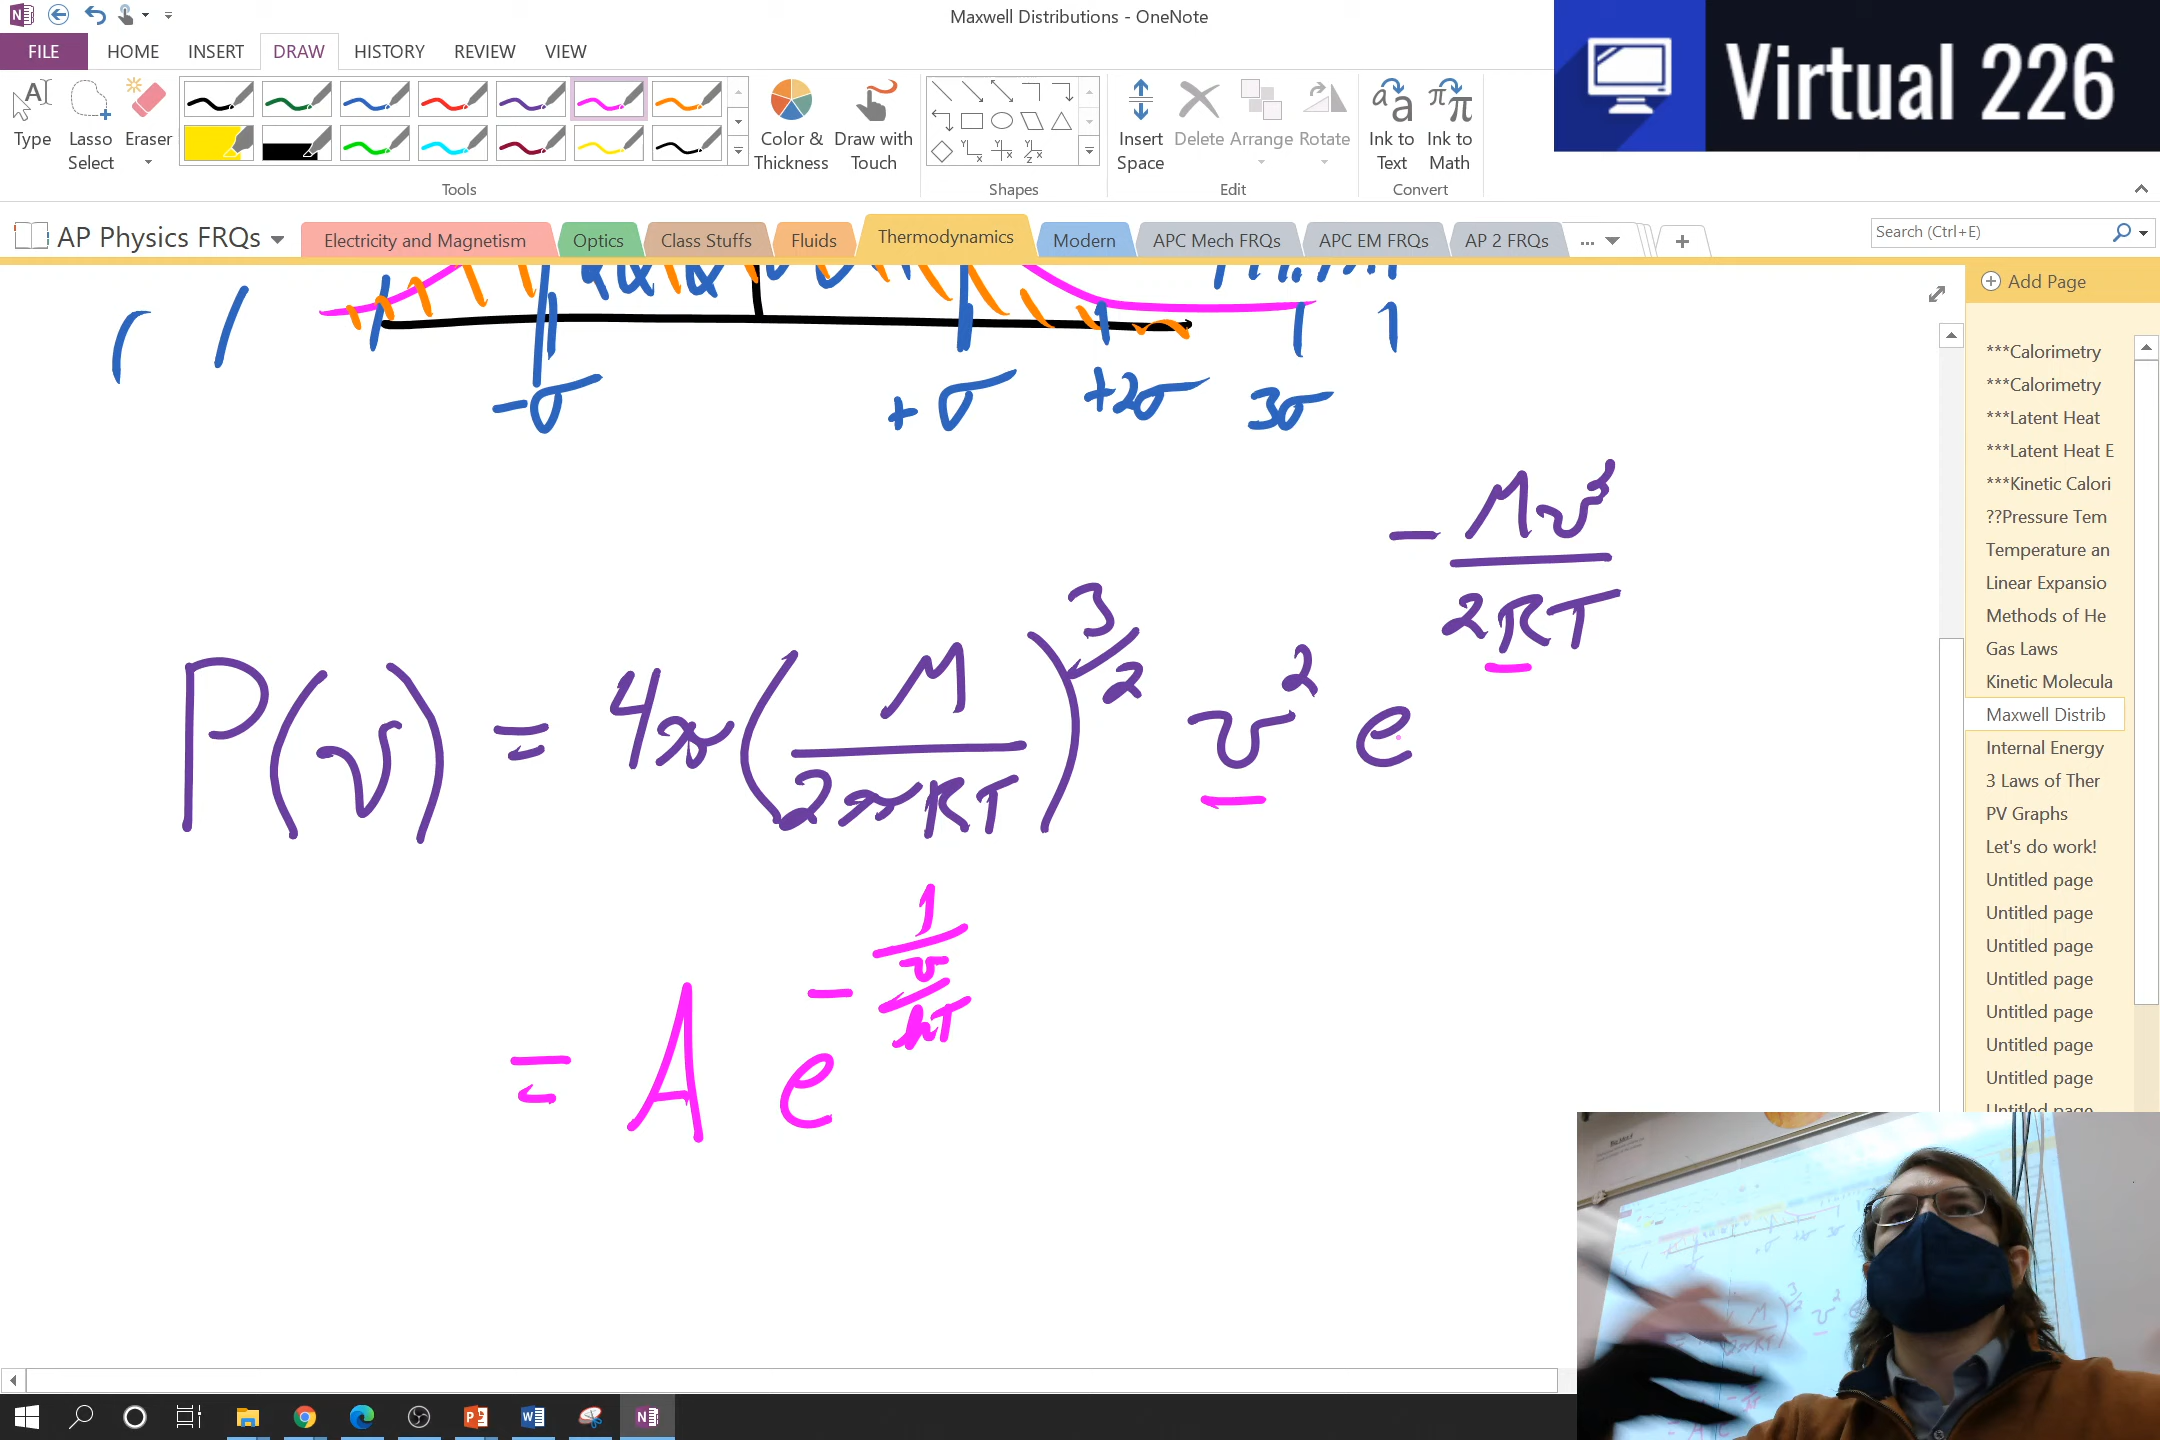 Maxwell Distributions - OneNote
Virtual 226
FILE HOME INSERT DRAW HISTORY REVIEW VIEW
Type
Lasso Select
Eraser
Color & Thickness
Draw with Touch
Insert Space
Delete
Arrange
Rotate
Ink to Text
Ink to Math
Tools
Shapes
Edit
Convert
AP Physics FRQs
Electricity and Magnetism
Optics
Class Stuffs
Fluids
Thermodynamics
Modern
APC Mech FRQs
APC EM FRQs
AP 2 FRQs
...
Search (Ctrl+E)
Add Page
***Calorimetry
***Calorimetry
***Latent Heat
***Latent Heat E
***Kinetic Calori
??Pressure Tem
Temperature an
Linear Expansio
Methods of He
Gas Laws
Kinetic Molecula
Maxwell Distrib
Internal Energy
3 Laws of Ther
PV Graphs
Let's do work!
Untitled page
Untitled page
Untitled page
Untitled page
Untitled page
Untitled page
Untitled page
Untitled page
-σ +σ +2σ 3σ
P(v) = 4π(M/2πRT)^3/2 v^2 e^-Mv^2/2RT
= A e